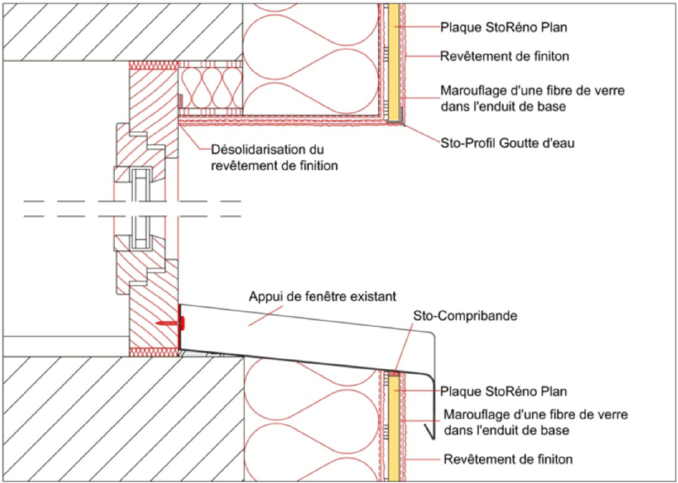 Plaque StoRéno Plan
Revêtement de finiton
Marouflage d'une fibre de verre
dans l'enduit de base
Sto-Profil Goutte d'eau
Désolidarisation du
revêtement de finition
Appui de fenêtre existant
Sto-Compribande
Plaque StoRéno Plan
Marouflage d'une fibre de verre
dans l'enduit de base
Revêtement de finiton